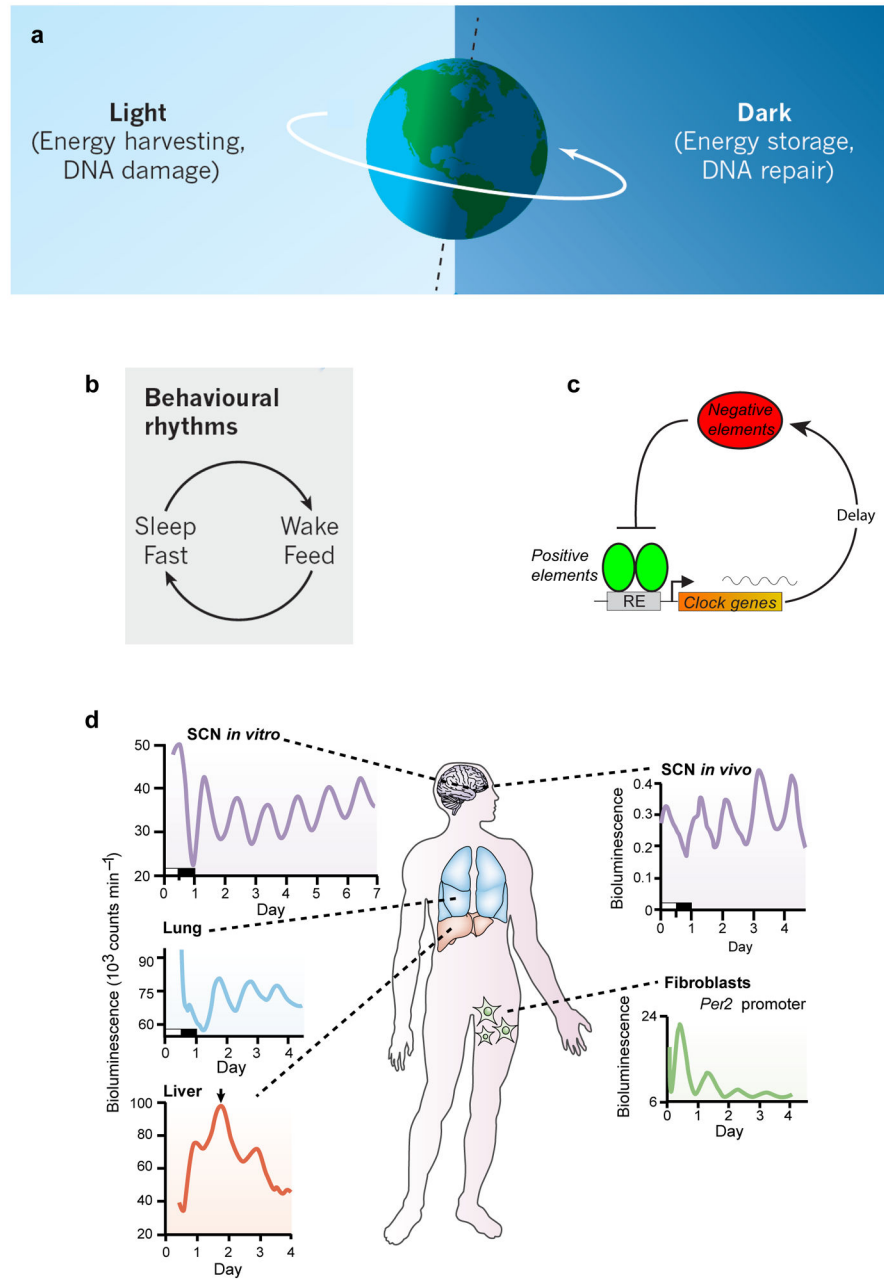 a
Light
(Energy harvesting,
DNA damage)
Dark
(Energy storage,
DNA repair)
b
Behavioural
rhythms
Sleep
Fast
Wake
Feed
c
Negative
elements
Delay
Positive
elements
RE
Clock genes
d
SCN in vitro
50
40
30
20
0 1 2 3 4 5 6 7
Day
Bioluminescence (10³ counts min⁻¹)
Lung
90
75
60
0 1 2 3 4
Day
Liver
100
80
60
40
20
0 1 2 3 4
Day
SCN in vivo
Bioluminescence
0.4
0.3
0.2
0.1
0
0 1 2 3 4
Day
Fibroblasts
Per2 promoter
Bioluminescence
24
6
0 1 2 3 4
Day